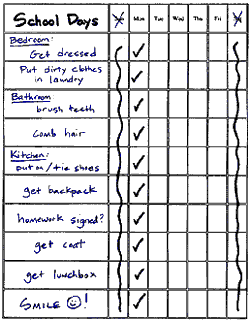 School Days Mon Tue Wed Thu Fri
Bedroom:
Get dressed
Put dirty clothes
in laundry
Bathroom
brush teeth
comb hair
Kitchen:
put on/tie shoes
get backpack
homework signed?
get coat
get lunchbox
SMILE !